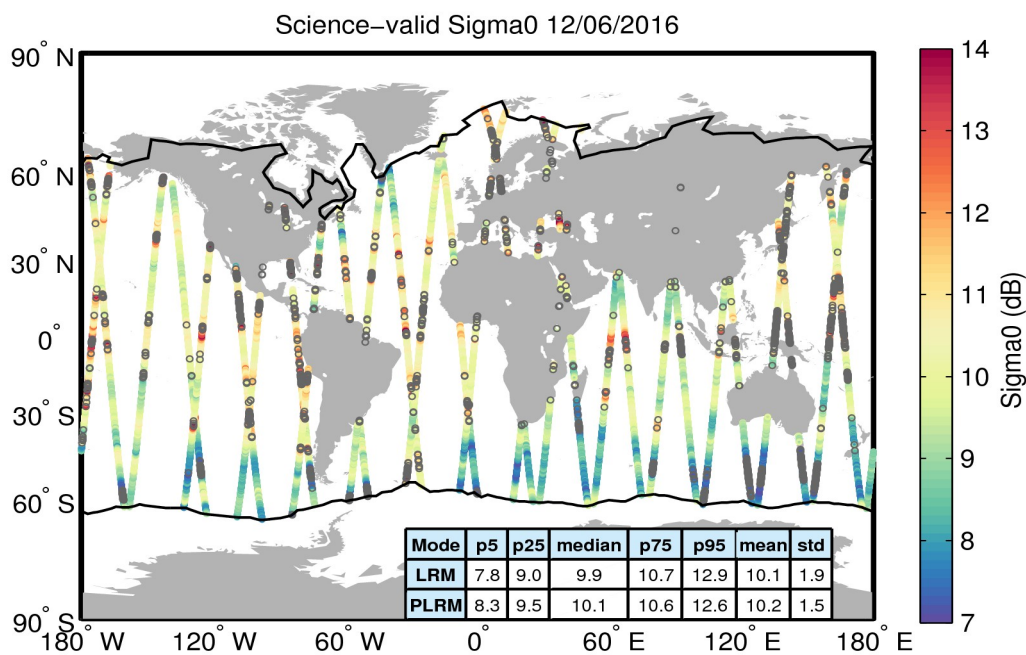 Science−valid Sigma0 12/06/2016
90° N
60° N
30° N
0°
30° S
60° S
90° S
180° W
120° W
60° W
0°
60° E
120° E
180° E
14
13
12
11
10
9
8
7
Sigma0 (dB)
Mode p5 p25 median p75 p95 mean std
LRM 7.8 9.0 9.9 10.7 12.9 10.1 1.9
PLRM 8.3 9.5 10.1 10.6 12.6 10.2 1.5